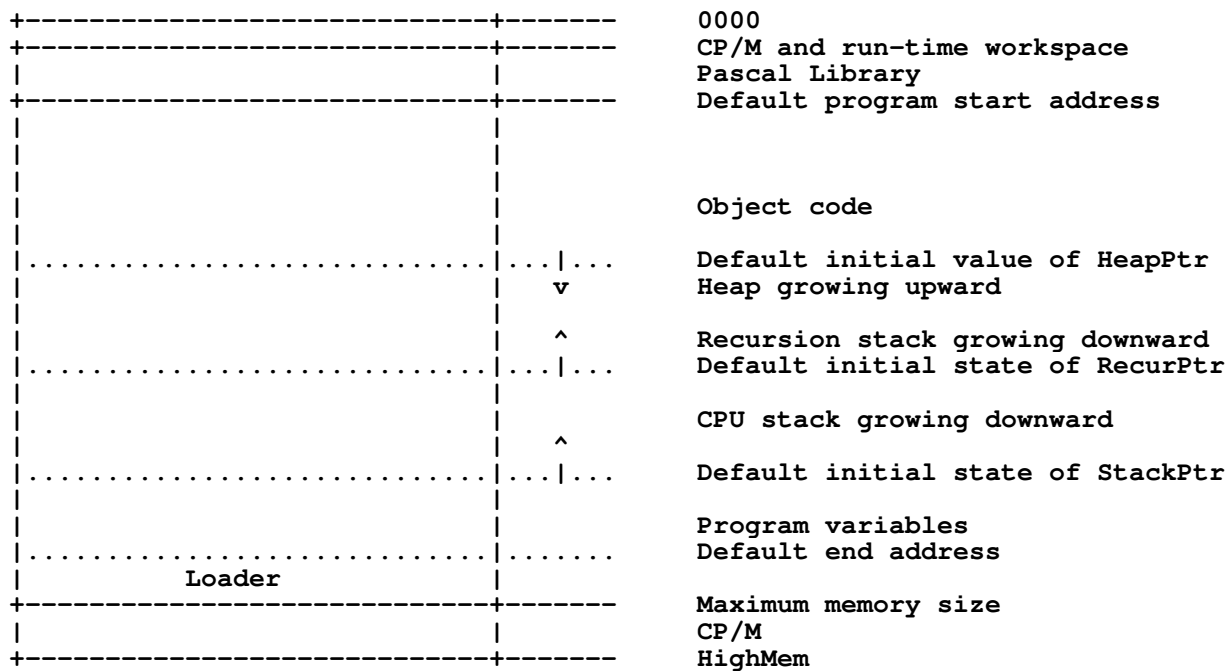 0000
CP/M and run-time workspace
Pascal Library
Default program start address
Object code
Default initial value of HeapPtr
Heap growing upward
Recursion stack growing downward
Default initial state of RecurPtr
CPU stack growing downward
Default initial state of StackPtr
Program variables
Default end address
Loader
Maximum memory size
CP/M
HighMem